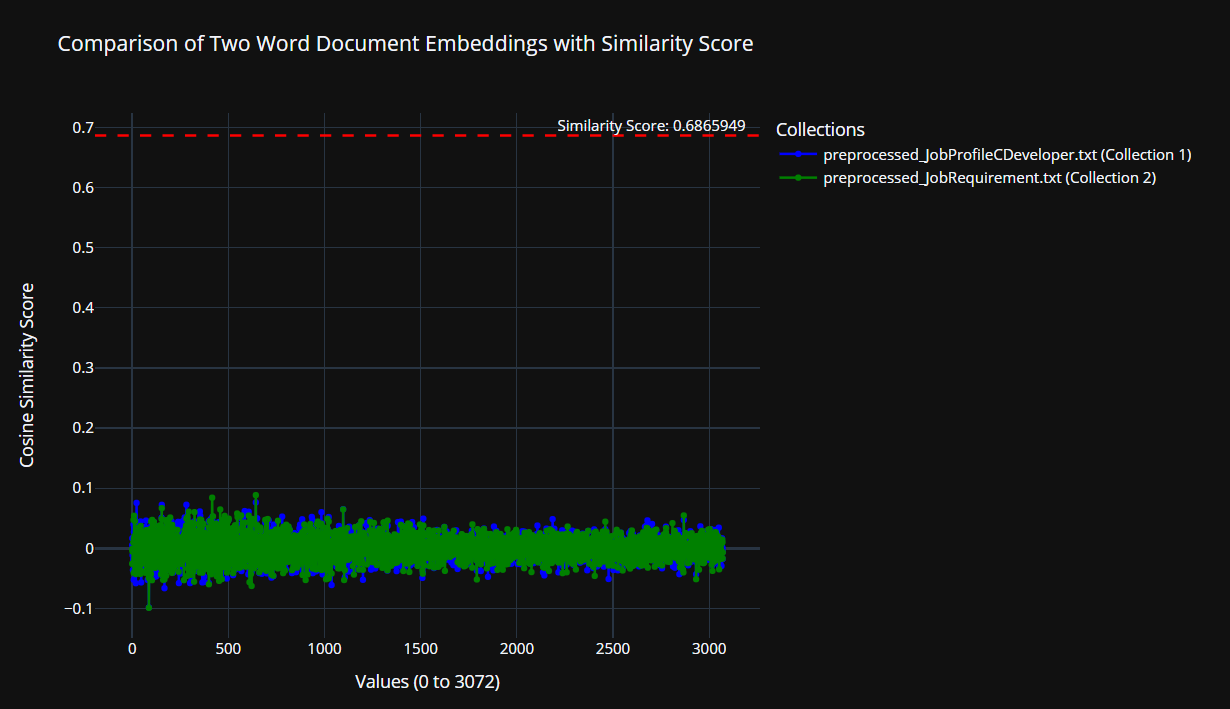 Comparison of Two Word Document Embeddings with Similarity Score
Similarity Score: 0.6865949
Collections
preprocessed_JobProfileCDeveloper.txt (Collection 1)
preprocessed_JobRequirement.txt (Collection 2)
Cosine Similarity Score
0.7
0.6
0.5
0.4
0.3
0.2
0.1
0
−0.1
0
500
1000
1500
2000
2500
3000
Values (0 to 3072)